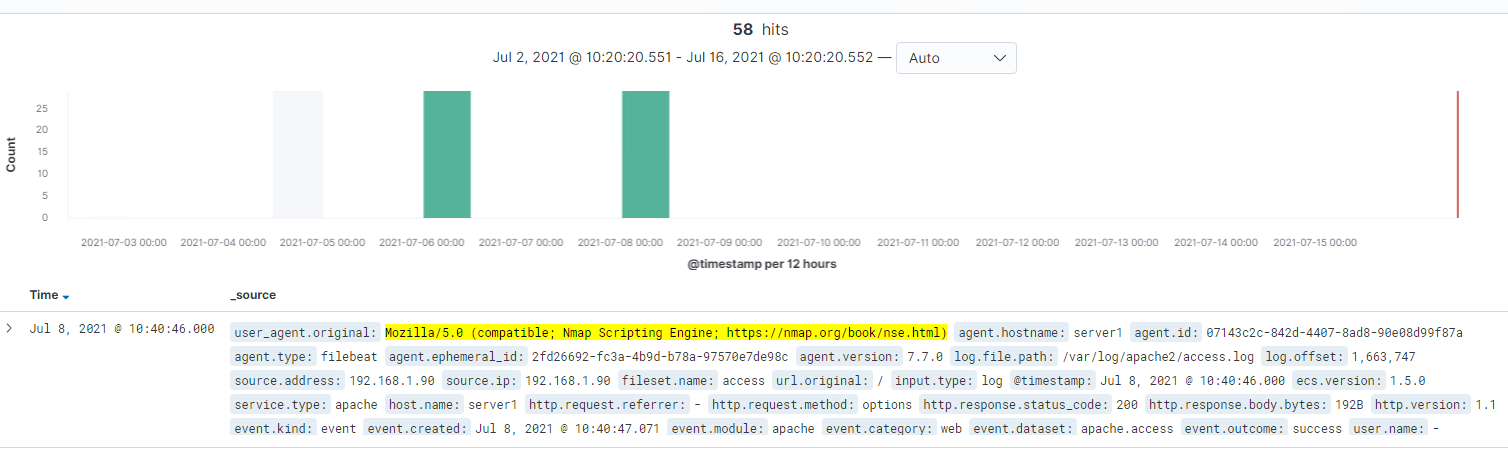 58 hits
Jul 2, 2021 @ 10:20:20.551 - Jul 16, 2021 @ 10:20:20.552 — Auto
Count
25
20
15
10
5
0
2021-07-03 00:00 2021-07-04 00:00 2021-07-05 00:00 2021-07-06 00:00 2021-07-07 00:00 2021-07-08 00:00 2021-07-09 00:00 2021-07-10 00:00 2021-07-11 00:00 2021-07-12 00:00 2021-07-13 00:00 2021-07-14 00:00 2021-07-15 00:00
@timestamp per 12 hours
Time _source
Jul 8, 2021 @ 10:40:46.000 user_agent.original: Mozilla/5.0 (compatible; Nmap Scripting Engine; https://nmap.org/book/nse.html) agent.hostname: server1 agent.id: 07143c2c-842d-4407-8ad8-90e08d99f87a
agent.type: filebeat agent.ephemeral_id: 2fd26692-fc3a-4b9d-b78a-97570e7de98c agent.version: 7.7.0 log.file.path: /var/log/apache2/access.log log.offset: 1,663,747
source.address: 192.168.1.90 source.ip: 192.168.1.90 fileset.name: access url.original: / input.type: log @timestamp: Jul 8, 2021 @ 10:40:46.000 ecs.version: 1.5.0
service.type: apache host.name: server1 http.request.referrer: - http.request.method: options http.response.status_code: 200 http.response.body.bytes: 192B http.version: 1.1
event.kind: event event.created: Jul 8, 2021 @ 10:40:47.071 event.module: apache event.category: web event.dataset: apache.access event.outcome: success user.name: -